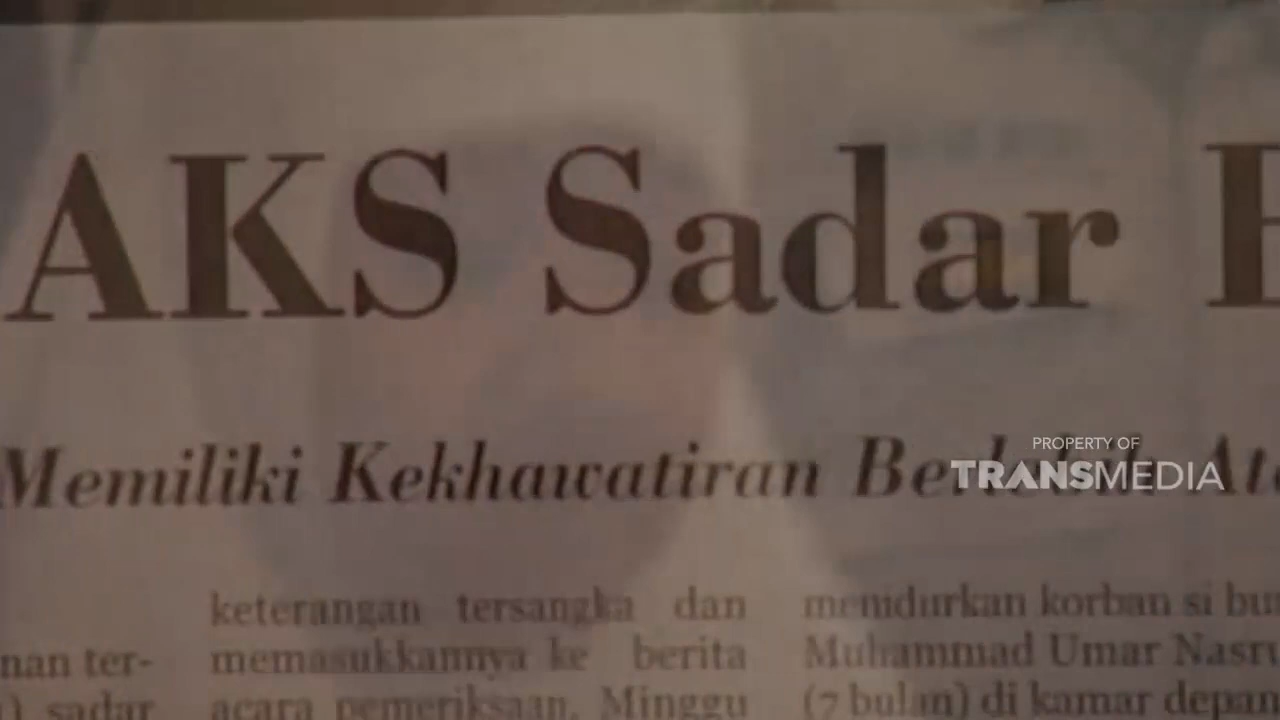 AKS Sadar
Memiliki Kekhawatiran Berlebih
PROPERTY OF
TRANSMEDIA
nan ter-
sadar
keterangan tersangka dan
memasukkannya ke berita
acara pemeriksaan. Minggu
menidurkan korban si
Muhammad Umar
(7 bulan) di kamar depan